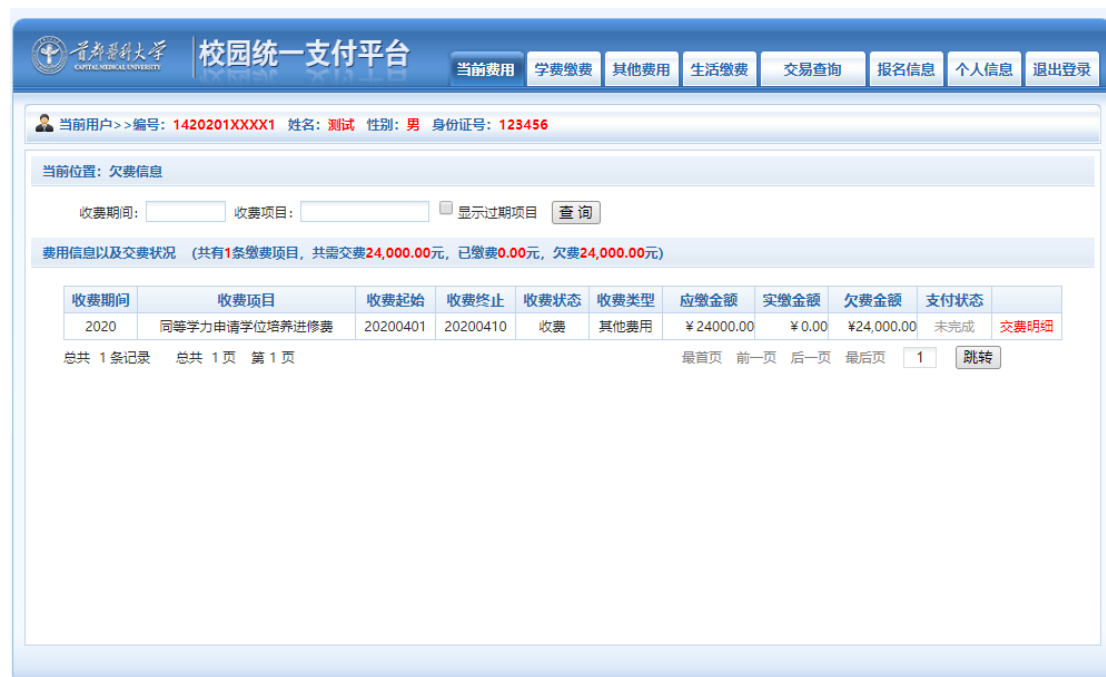 首都医科大学 校园统一支付平台
CAPITAL MEDICAL UNIVERSITY
当前费用 学费缴费 其他费用 生活缴费 交易查询 报名信息 个人信息 退出登录
当前用户>>编号：1420201XXXX1 姓名：测试 性别：男 身份证号：123456
当前位置：欠费信息
收费期间： 收费项目： 显示过期项目 查询
费用信息以及交费状况 (共有1条缴费项目，共需交费24,000.00元，已缴费0.00元，欠费24,000.00元)
收费期间 收费项目 收费起始 收费终止 收费状态 收费类型 应缴金额 实缴金额 欠费金额 支付状态
2020 同等学力申请学位培养进修费 20200401 20200410 收费 其他费用 ￥24000.00 ￥0.00 ¥24,000.00 未完成 交费明细
总共 1 条记录 总共 1 页 第 1 页 最首页 前一页 后一页 最后页 1 跳转